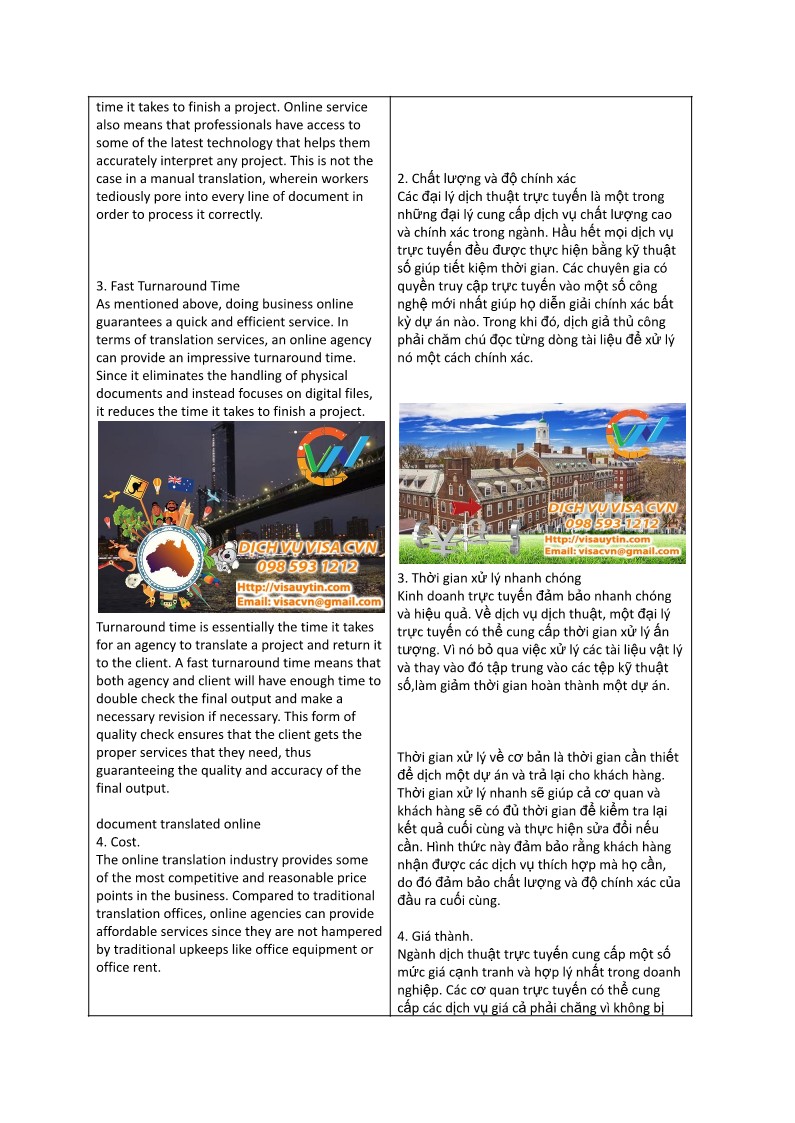 time it takes to finish a project. Online service
also means that professionals have access to
some of the latest technology that helps them
accurately interpret any project. This is not the
case in a manual translation, wherein workers
tediously pore into every line of document in
order to process it correctly.
3. Fast Turnaround Time
As mentioned above, doing business online
guarantees a quick and efficient service. In
terms of translation services, an online agency
can provide an impressive turnaround time.
Since it eliminates the handling of physical
documents and instead focuses on digital files,
it reduces the time it takes to finish a project.
DỊCH VỤ VISA CVN
098 593 1212
Http://visauytin.com
Email: visacvn@gmail.com
Turnaround time is essentially the time it takes
for an agency to translate a project and return it
to the client. A fast turnaround time means that
both agency and client will have enough time to
double check the final output and make a
necessary revision if necessary. This form of
quality check ensures that the client gets the
proper services that they need, thus
guaranteeing the quality and accuracy of the
final output.
document translated online
4. Cost.
The online translation industry provides some
of the most competitive and reasonable price
points in the business. Compared to traditional
translation offices, online agencies can provide
affordable services since they are not hampered
by traditional upkeeps like office equipment or
office rent.
2. Chất lượng và độ chính xác
Các đại lý dịch thuật trực tuyến là một trong
những đại lý cung cấp dịch vụ chất lượng cao
và chính xác trong ngành. Hầu hết mọi dịch vụ
trực tuyến đều được thực hiện bằng kỹ thuật
số giúp tiết kiệm thời gian. Các chuyên gia có
quyền truy cập trực tuyến vào một số công
nghệ mới nhất giúp họ diễn giải chính xác bất
kỳ dự án nào. Trong khi đó, dịch giả thủ công
phải chăm chú đọc từng dòng tài liệu để xử lý
nó một cách chính xác.
DỊCH VỤ VISA CVN
098 593 1212
Http://visauytin.com
Email: visacvn@gmail.com
3. Thời gian xử lý nhanh chóng
Kinh doanh trực tuyến đảm bảo nhanh chóng
và hiệu quả. Về dịch vụ dịch thuật, một đại lý
trực tuyến có thể cung cấp thời gian xử lý ấn
tượng. Vì nó bỏ qua việc xử lý các tài liệu vật lý
và thay vào đó tập trung vào các tệp kỹ thuật
số,làm giảm thời gian hoàn thành một dự án.
Thời gian xử lý về cơ bản là thời gian cần thiết
để dịch một dự án và trả lại cho khách hàng.
Thời gian xử lý nhanh sẽ giúp cả cơ quan và
khách hàng sẽ có đủ thời gian để kiểm tra lại
kết quả cuối cùng và thực hiện sửa đổi nếu
cần. Hình thức này đảm bảo rằng khách hàng
nhận được các dịch vụ thích hợp mà họ cần,
do đó đảm bảo chất lượng và độ chính xác của
đầu ra cuối cùng.
4. Giá thành.
Ngành dịch thuật trực tuyến cung cấp một số
mức giá cạnh tranh và hợp lý nhất trong doanh
nghiệp. Các cơ quan trực tuyến có thể cung
cấp các dịch vụ giá cả phải chăng vì không bị